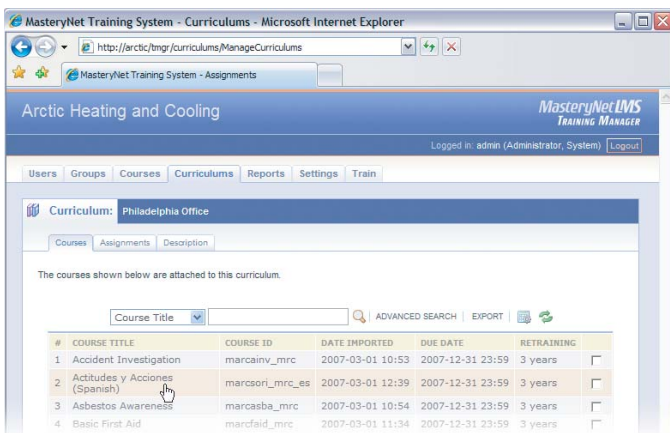 MasteryNet Training System - Curriculums - Microsoft Internet Explorer
http://arctic/tmgr/curriculums/ManageCurriculums
MasteryNet Training System - Assignments
Arctic Heating and Cooling
MasteryNet LMS
TRAINING MANAGER
Logged in: admin (Administrator, System) Logout
Users Groups Courses Curriculums Reports Settings Train
Curriculum: Philadelphia Office
Courses Assignments Description
The courses shown below are attached to this curriculum.
Course Title ADVANCED SEARCH EXPORT
# COURSE TITLE COURSE ID DATE IMPORTED DUE DATE RETRAINING
1 Accident Investigation marcainv_mrc 2007-03-01 10:53 2007-12-31 23:59 3 years
2 Actitudes y Acciones (Spanish) marcsori_mrc_es 2007-03-01 12:39 2007-12-31 23:59 3 years
3 Asbestos Awareness marcasba_mrc 2007-03-01 10:54 2007-12-31 23:59 3 years
4 Basic First Aid marcfaid_mrc 2007-03-01 11:34 2007-12-31 23:59 3 years